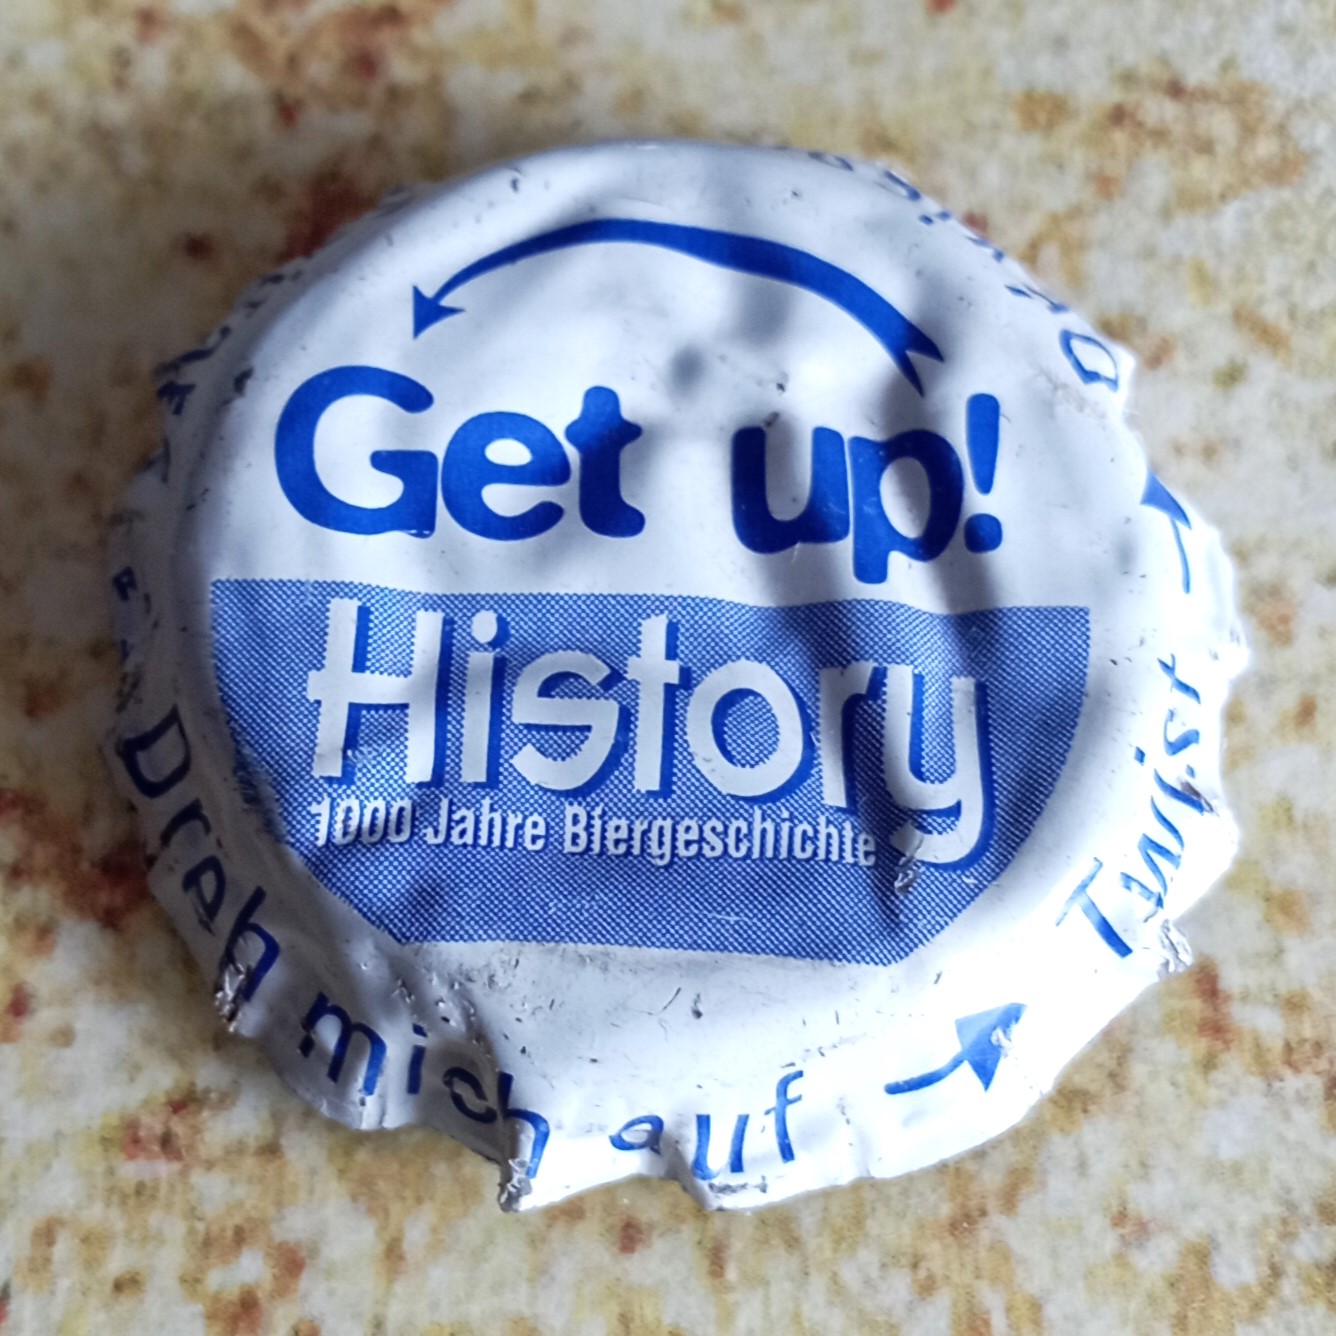 Get up!
History
1000 Jahre Biergeschichte
Dreh mich auf
Twist